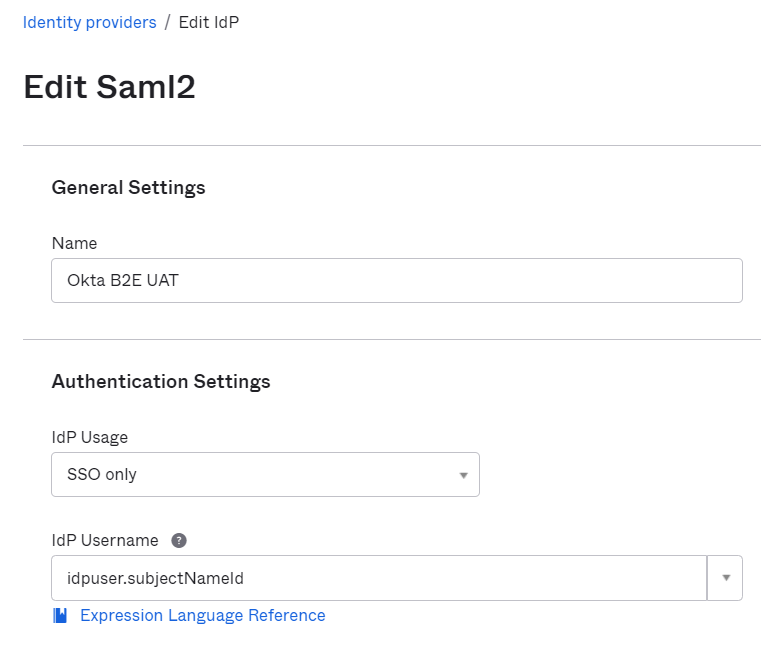 Identity providers / Edit IdP
Edit Saml2
General Settings
Name
Okta B2E UAT
Authentication Settings
IdP Usage
SSO only
IdP Username ?
idpuser.subjectNameId
Expression Language Reference